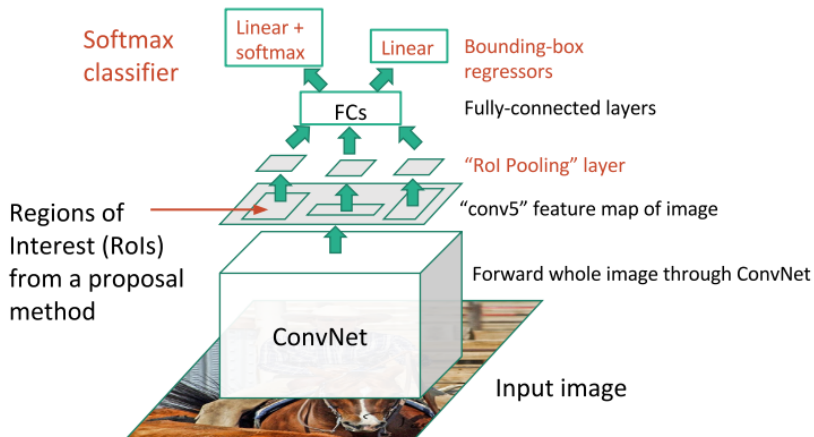 Softmax
classifier
Linear +
softmax
Linear
Bounding-box
regressors
FCs
Fully-connected layers
“RoI Pooling” layer
Regions of
Interest (RoIs)
from a proposal
method
“conv5” feature map of image
Forward whole image through ConvNet
ConvNet
Input image